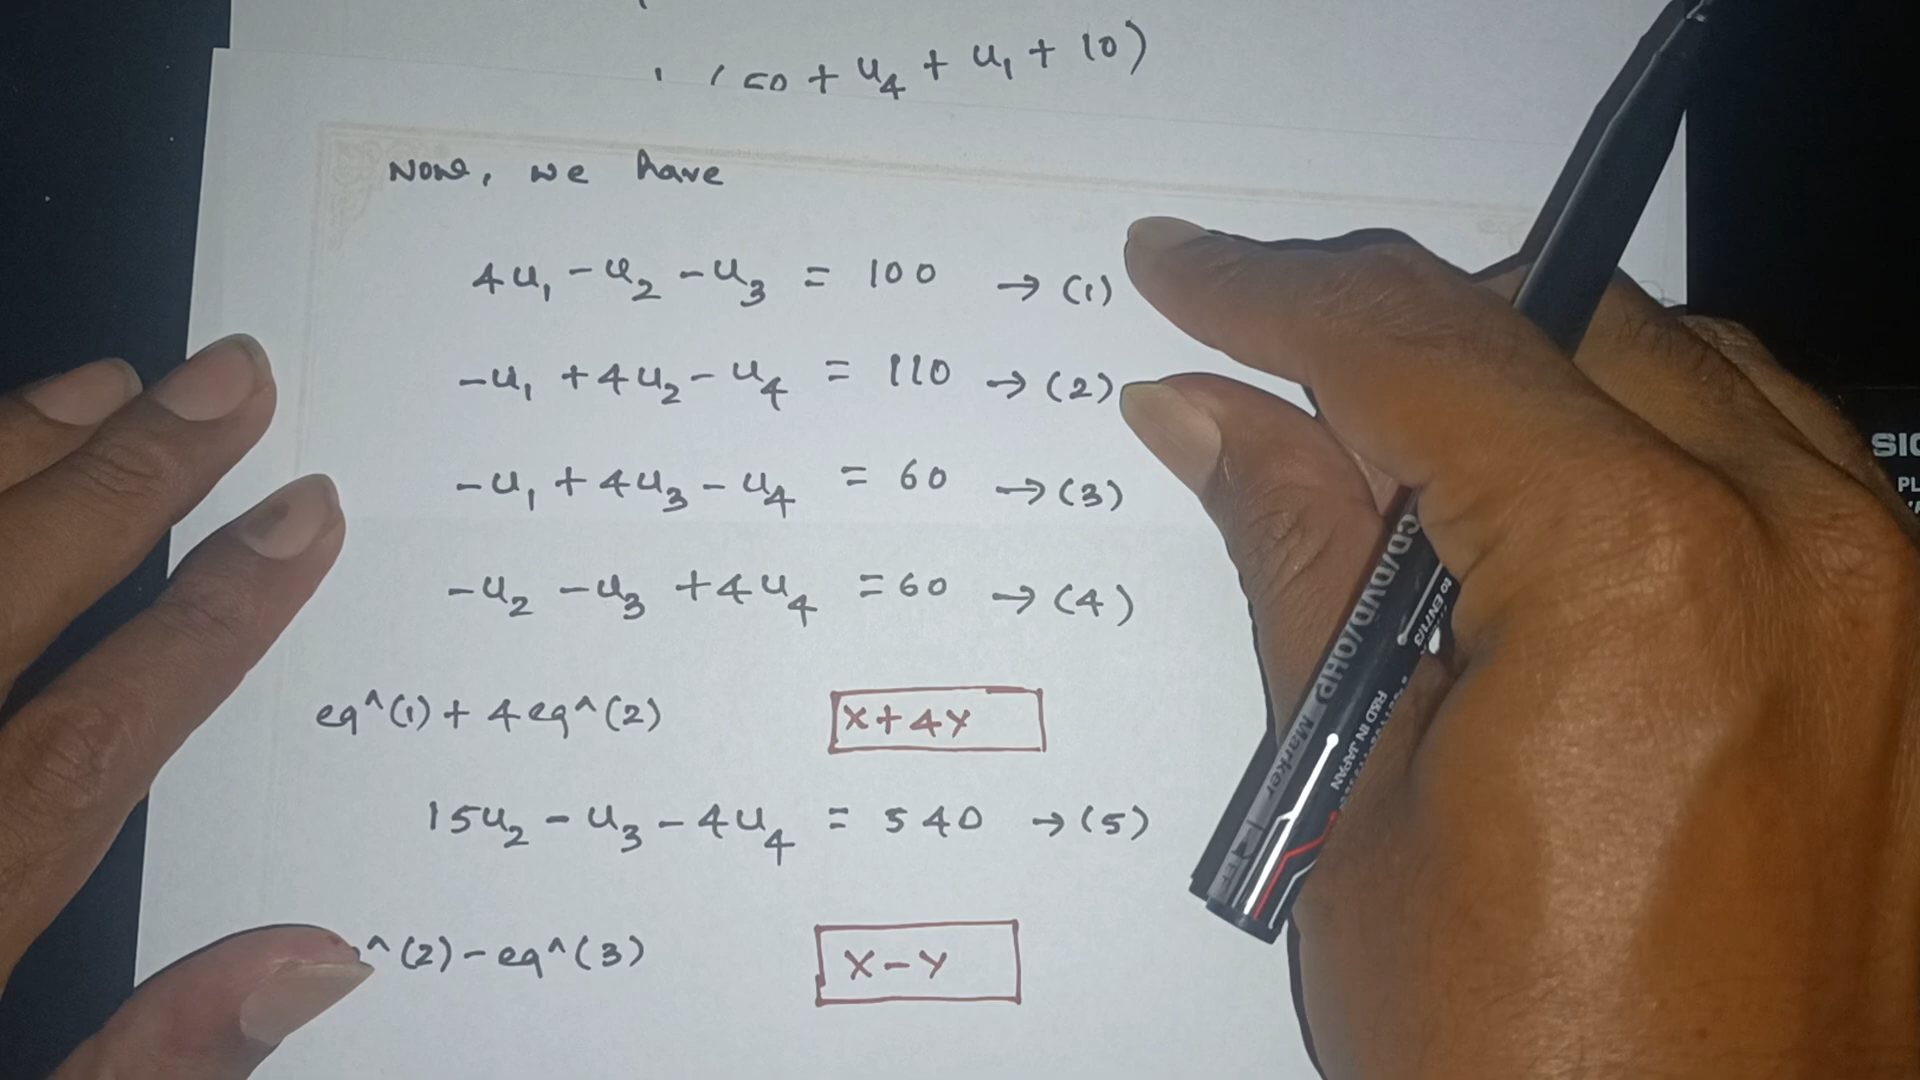 50 + u₄ + u₁ + 10)
Now, we have
4u₁ - u₂ - u₃ = 100 → (1)
-u₁ + 4u₂ - u₄ = 110 → (2)
-u₁ + 4u₃ - u₄ = 60 → (3)
-u₂ - u₃ + 4u₄ = 60 → (4)
eq^(1) + 4eq^(2)
X+4Y
15u₂ - u₃ - 4u₄ = 540 → (5)
^(2) - eq^(3)
X-Y
CD/DVD/OHP Marker
R&D IN JAPAN
SIC
PL